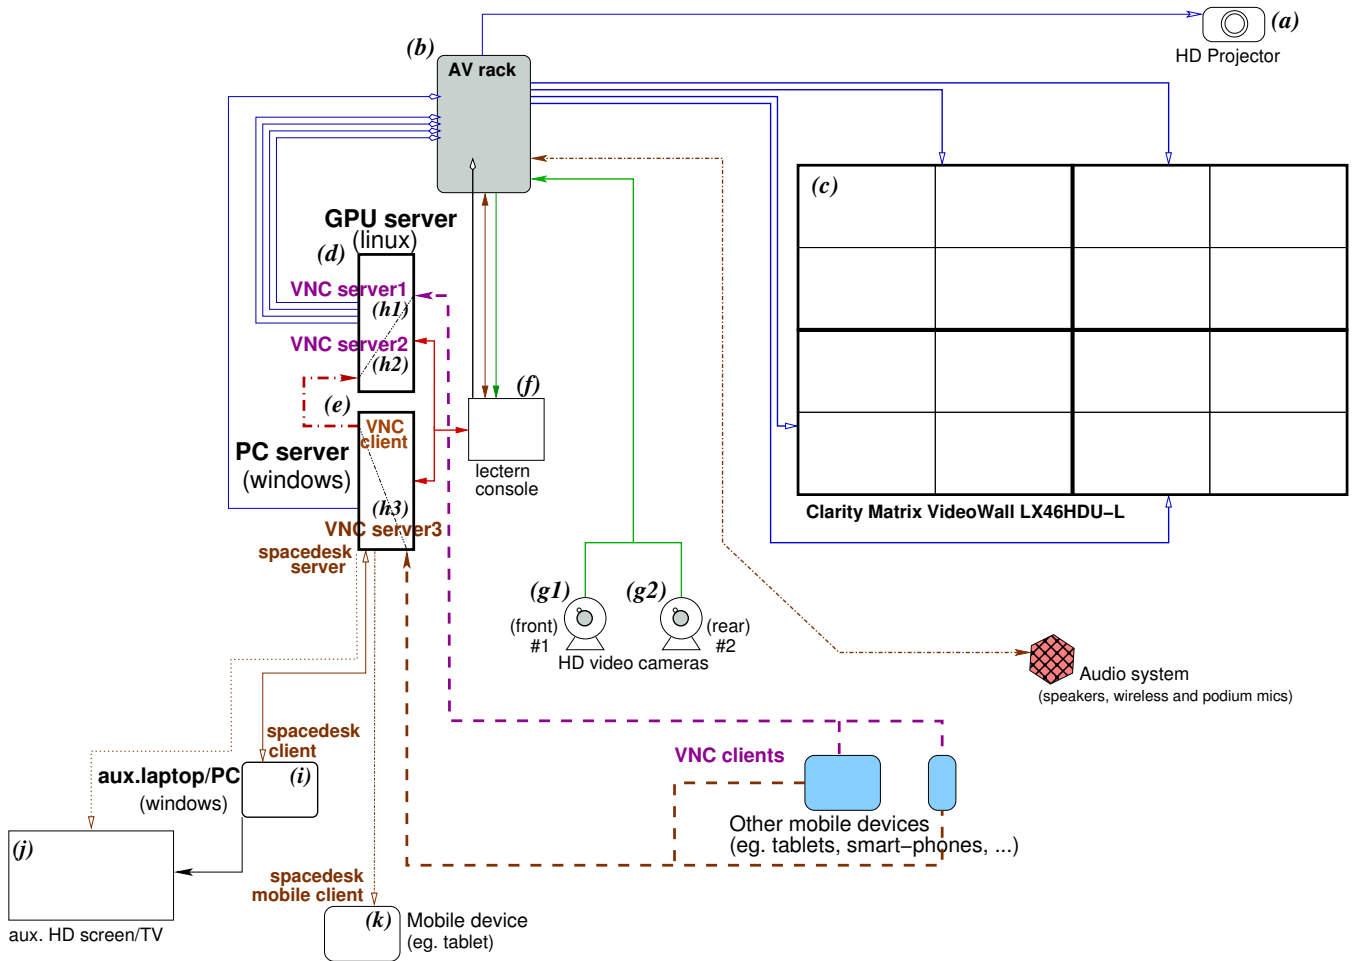 (a)
HD Projector
(b)
AV rack
(c)
GPU server
(linux)
(d)
VNC server1
(h1)
VNC server2
(h2)
(e)
(f)
VNC
client
PC server
(windows)
lectern
console
(h3)
VNC server3
Clarity Matrix VideoWall LX46HDU-L
spacedesk
server
(g1)
(g2)
(front)
#1
(rear)
#2
HD video cameras
Audio system
(speakers, wireless and podium mics)
spacedesk
client
VNC clients
aux.laptop/PC
(i)
(windows)
Other mobile devices
(eg. tablets, smart-phones, ...)
(j)
spacedesk
mobile client
(k)
Mobile device
(eg. tablet)
aux. HD screen/TV